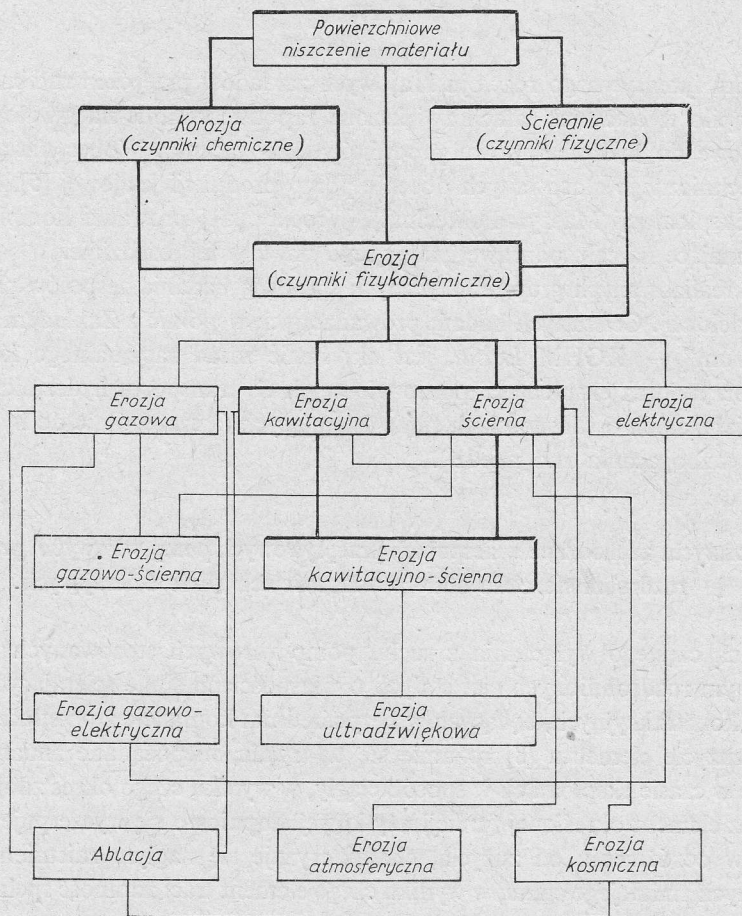 Powierzchniowe
niszczenie materiału
Korozja
(czynniki chemiczne)
Ścieranie
(czynniki fizyczne)
Erozja
(czynniki fizykochemiczne)
Erozja
gazowa
Erozja
kawitacyjna
Erozja
ścierna
Erozja
elektryczna
Erozja
gazowo-ścierna
Erozja
kawitacyjno-ścierna
Erozja gazowo-
elektryczna
Erozja
ultradźwiękowa
Ablacja
Erozja
atmosferyczna
Erozja
kosmiczna